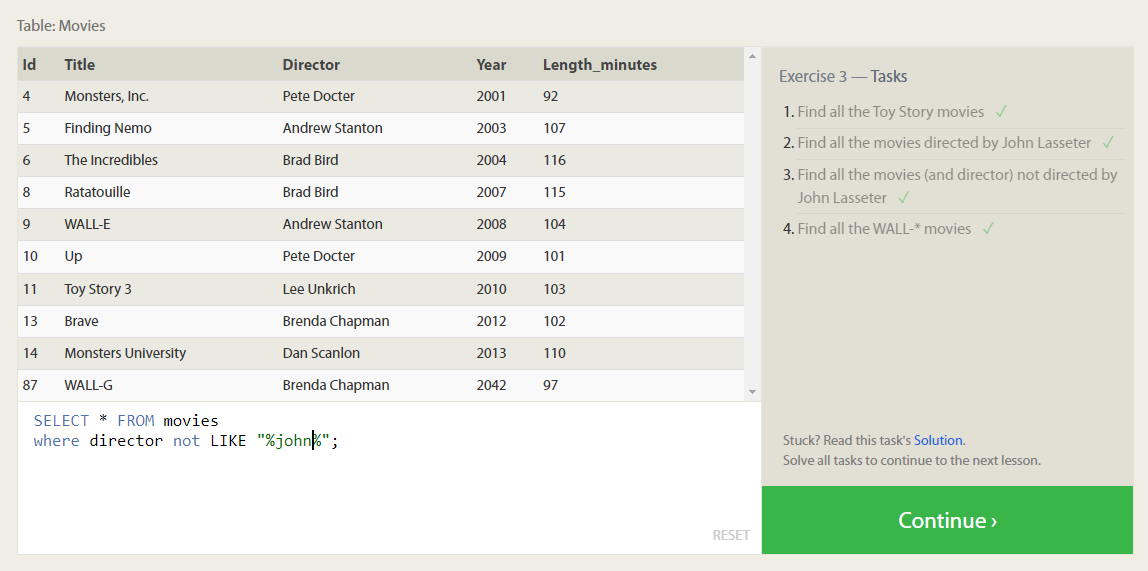 Table: Movies
Id Title Director Year Length_minutes
4 Monsters, Inc. Pete Docter 2001 92
5 Finding Nemo Andrew Stanton 2003 107
6 The Incredibles Brad Bird 2004 116
8 Ratatouille Brad Bird 2007 115
9 WALL-E Andrew Stanton 2008 104
10 Up Pete Docter 2009 101
11 Toy Story 3 Lee Unkrich 2010 103
13 Brave Brenda Chapman 2012 102
14 Monsters University Dan Scanlon 2013 110
87 WALL-G Brenda Chapman 2042 97
SELECT * FROM movies
where director not LIKE "%john%";
RESET
Exercise 3 — Tasks
1. Find all the Toy Story movies ✓
2. Find all the movies directed by John Lasseter ✓
3. Find all the movies (and director) not directed by
John Lasseter ✓
4. Find all the WALL-* movies ✓
Stuck? Read this task's Solution.
Solve all tasks to continue to the next lesson.
Continue ›